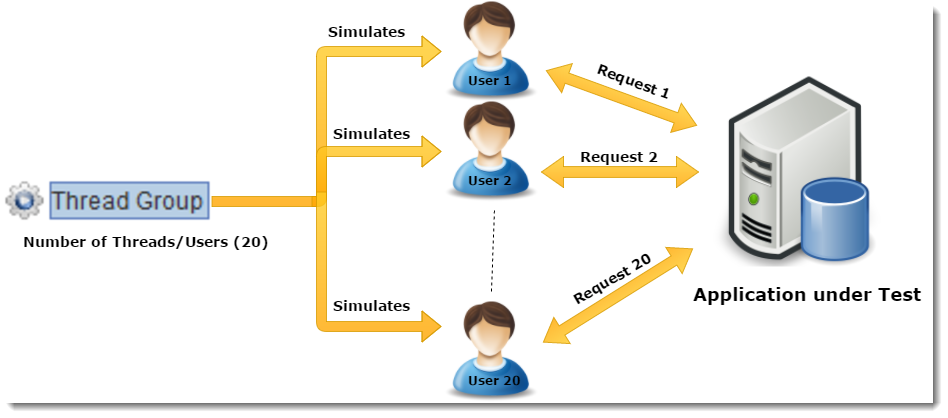 Simulates
User 1
Request 1
Simulates
User 2
Request 2
Thread Group
Number of Threads/Users (20)
Simulates
User 20
Request 20
Application under Test